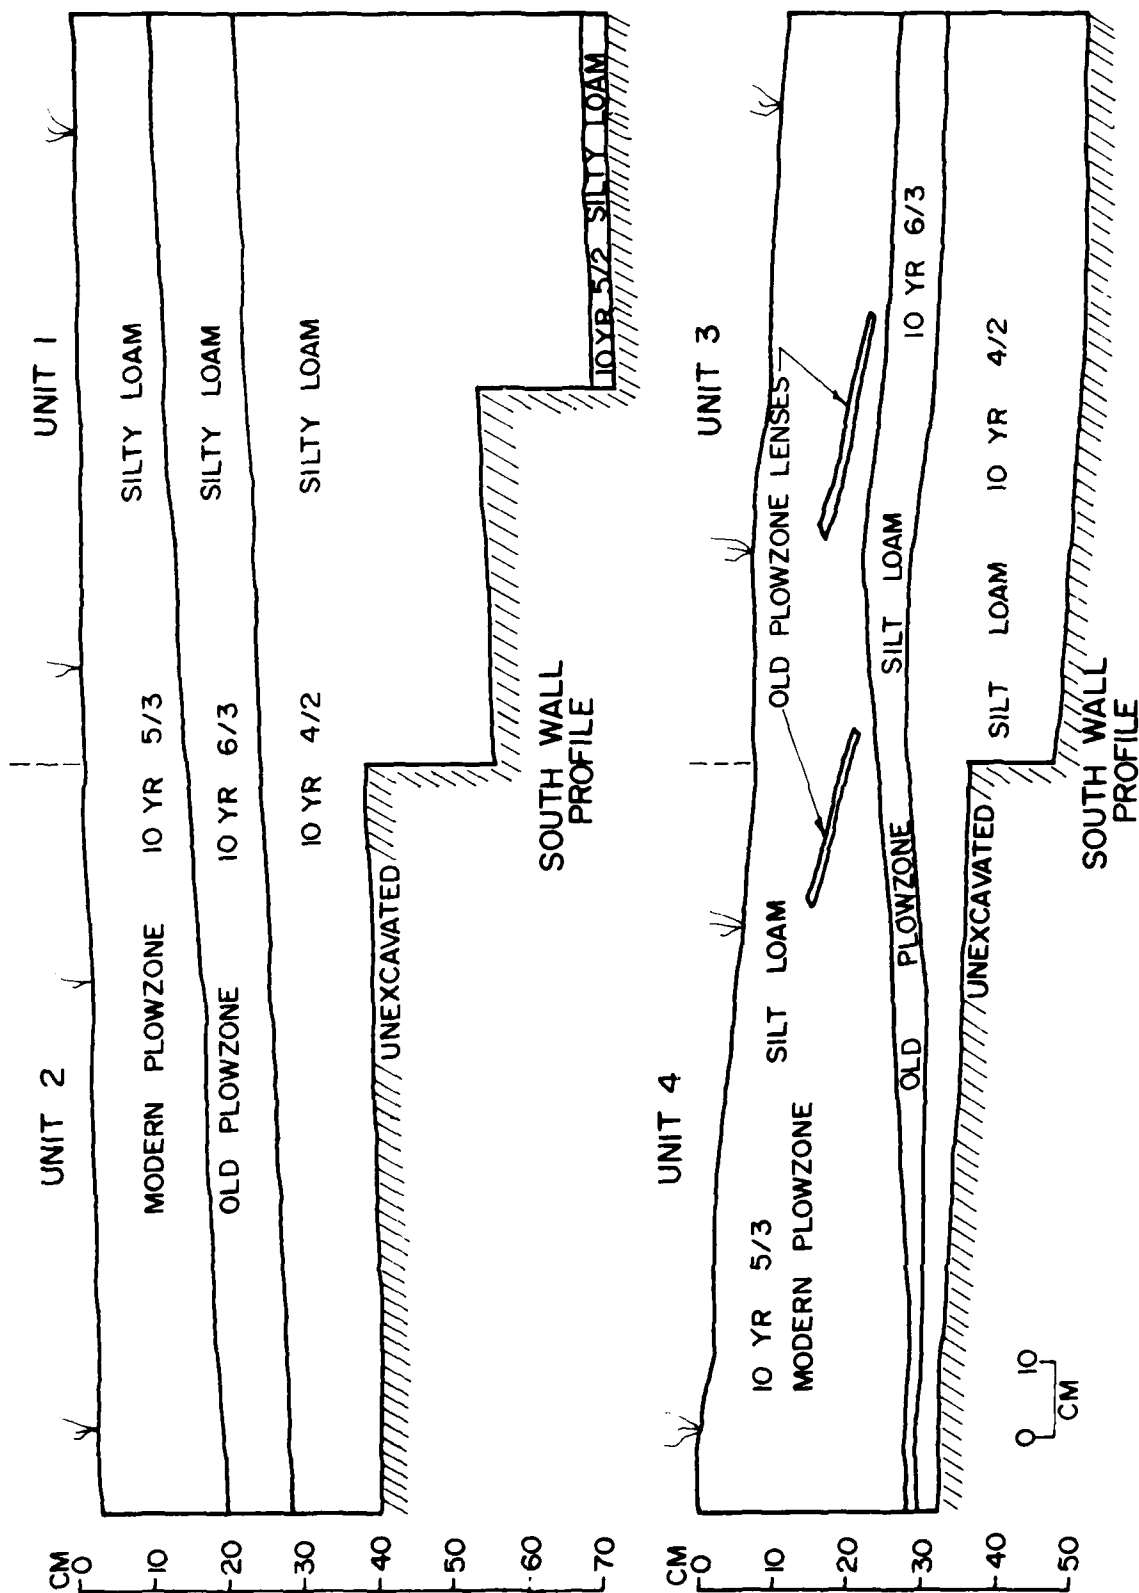 UNIT 2
UNIT 1
MODERN PLOWZONE 10 YR 5/3 SILTY LOAM
OLD PLOWZONE 10 YR 6/3 SILTY LOAM
10 YR 4/2 SILTY LOAM
UNEXCAVATED
10 YR 5/2 SILTY LOAM
SOUTH WALL
PROFILE
CM
0
10
20
30
40
50
60
70
UNIT 4
UNIT 3
10 YR 5/3 SILT LOAM
MODERN PLOWZONE
OLD PLOWZONE LENSES
OLD PLOWZONE SILT LOAM 10 YR 6/3
UNEXCAVATED
SILT LOAM 10 YR 4/2
SOUTH WALL
PROFILE
CM
0
10
20
30
40
50
0 10
CM